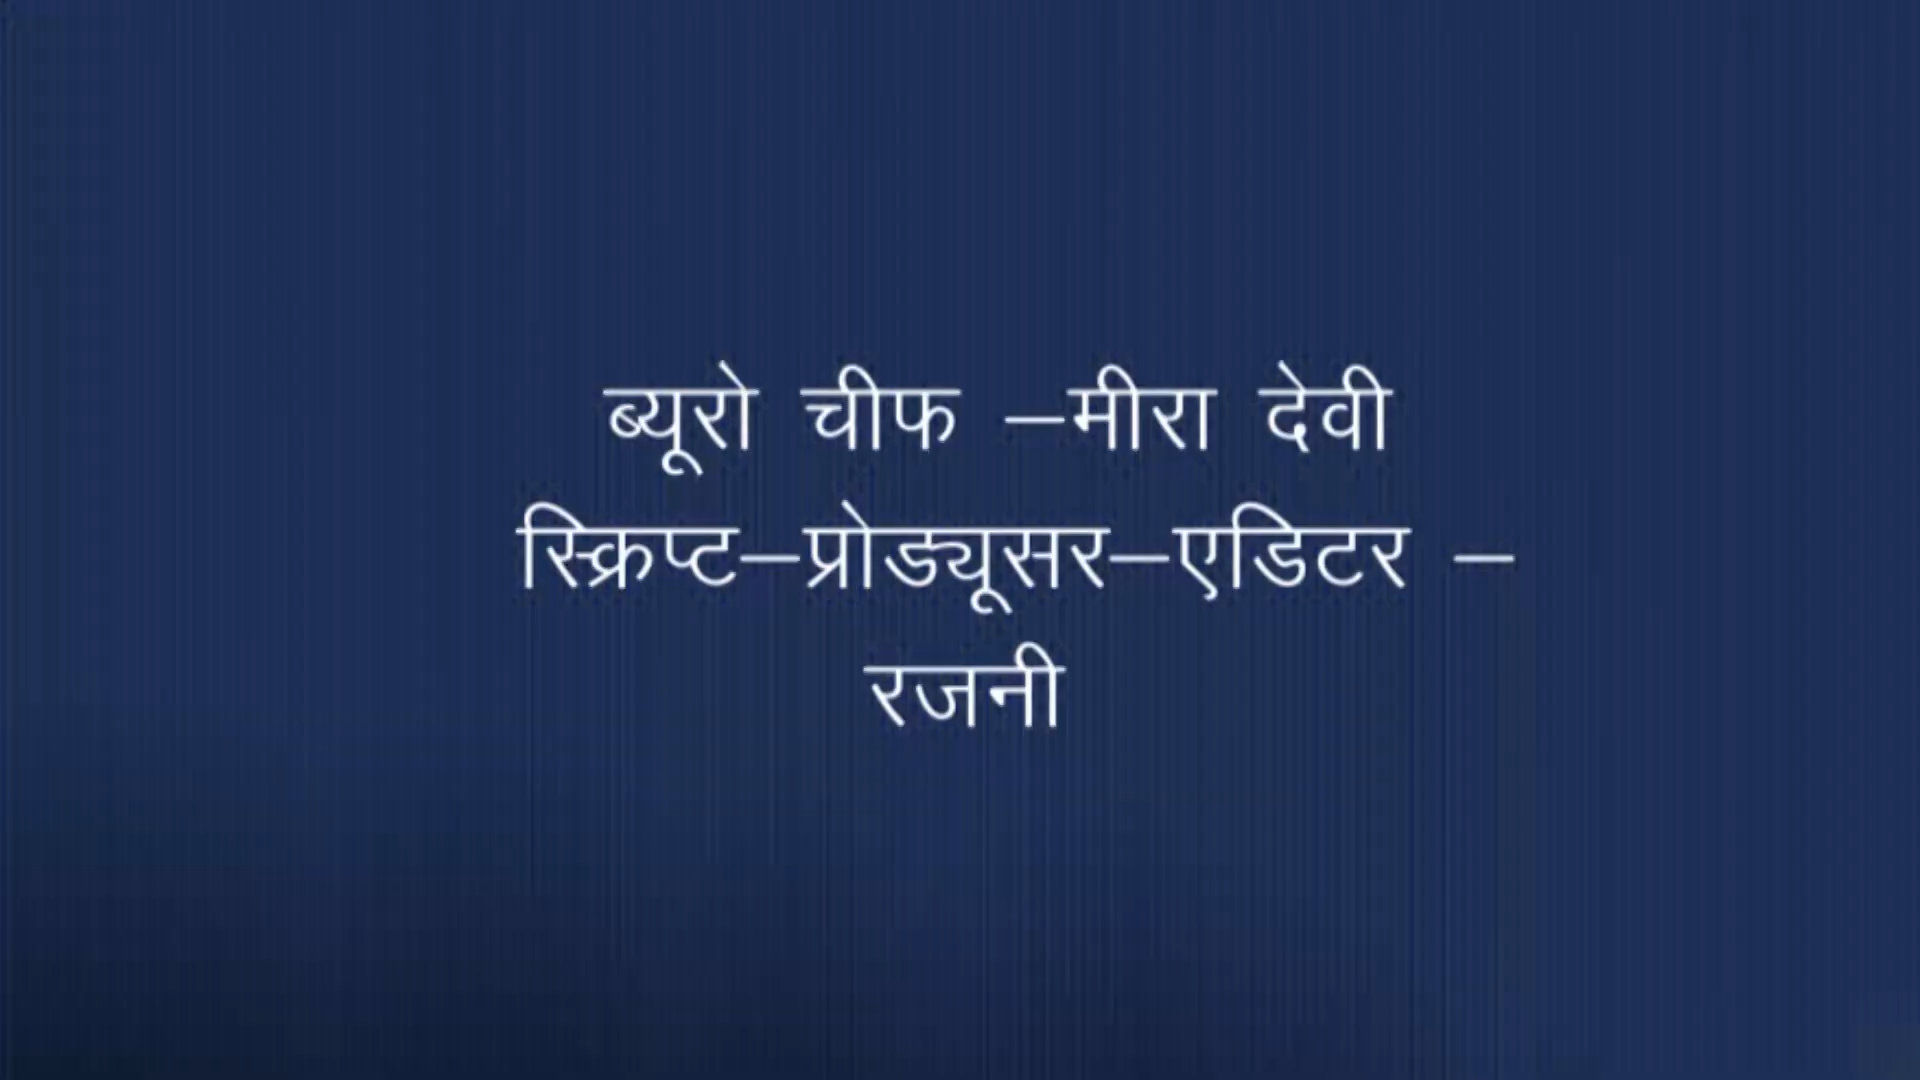 ब्यूरो चीफ –मीरा देवी
स्क्रिप्ट–प्रोड्यूसर–एडिटर –
रजनी